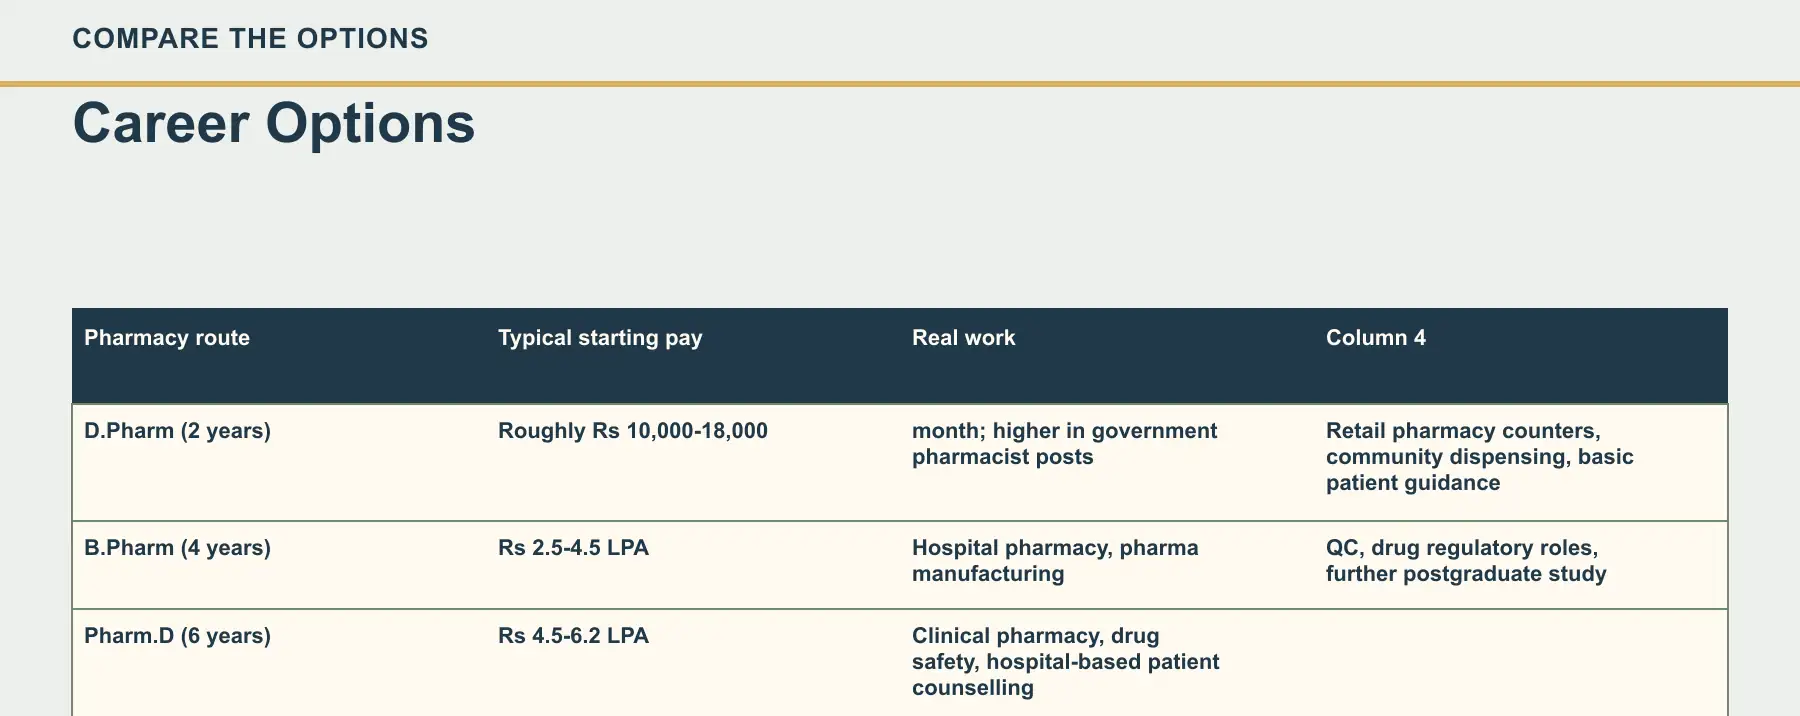 COMPARE THE OPTIONS
Career Options
Pharmacy route
Typical starting pay
Real work
Column 4
D.Pharm (2 years)
Roughly Rs 10,000-18,000
month; higher in government
pharmacist posts
Retail pharmacy counters,
community dispensing, basic
patient guidance
B.Pharm (4 years)
Rs 2.5-4.5 LPA
Hospital pharmacy, pharma
manufacturing
QC, drug regulatory roles,
further postgraduate study
Pharm.D (6 years)
Rs 4.5-6.2 LPA
Clinical pharmacy, drug
safety, hospital-based patient
counselling